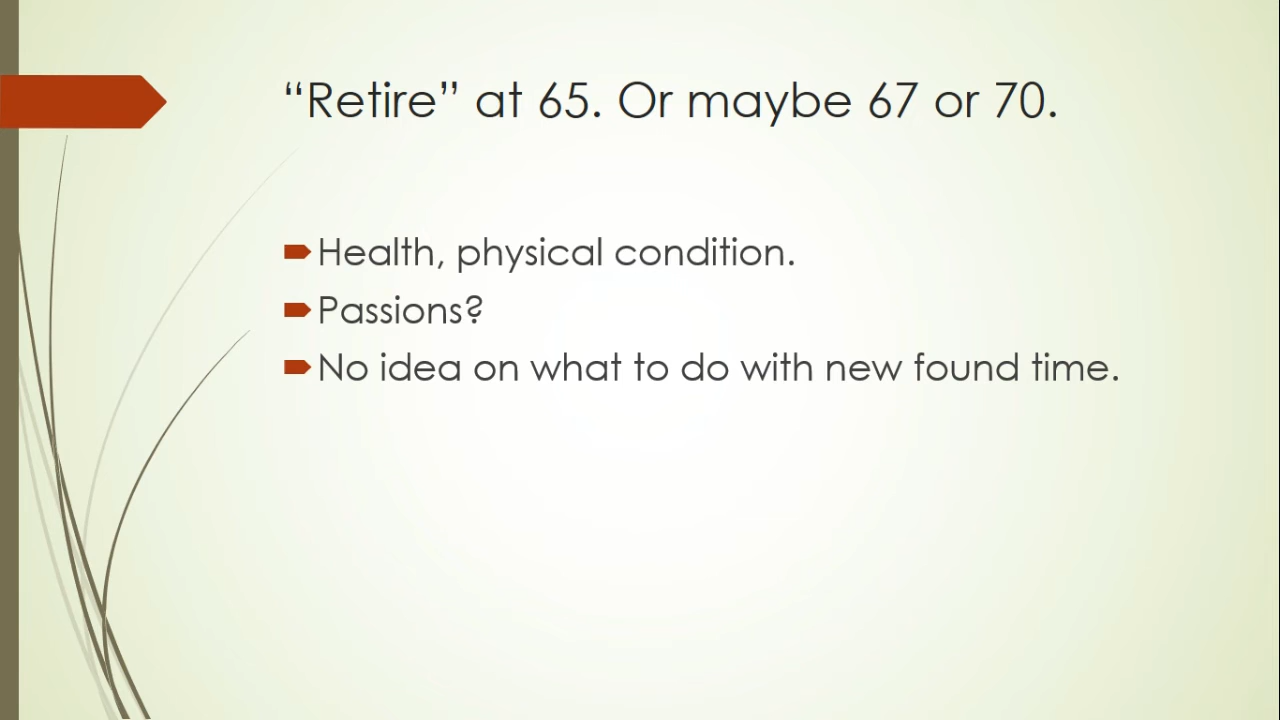 “Retire” at 65. Or maybe 67 or 70.
Health, physical condition.
Passions?
No idea on what to do with new found time.